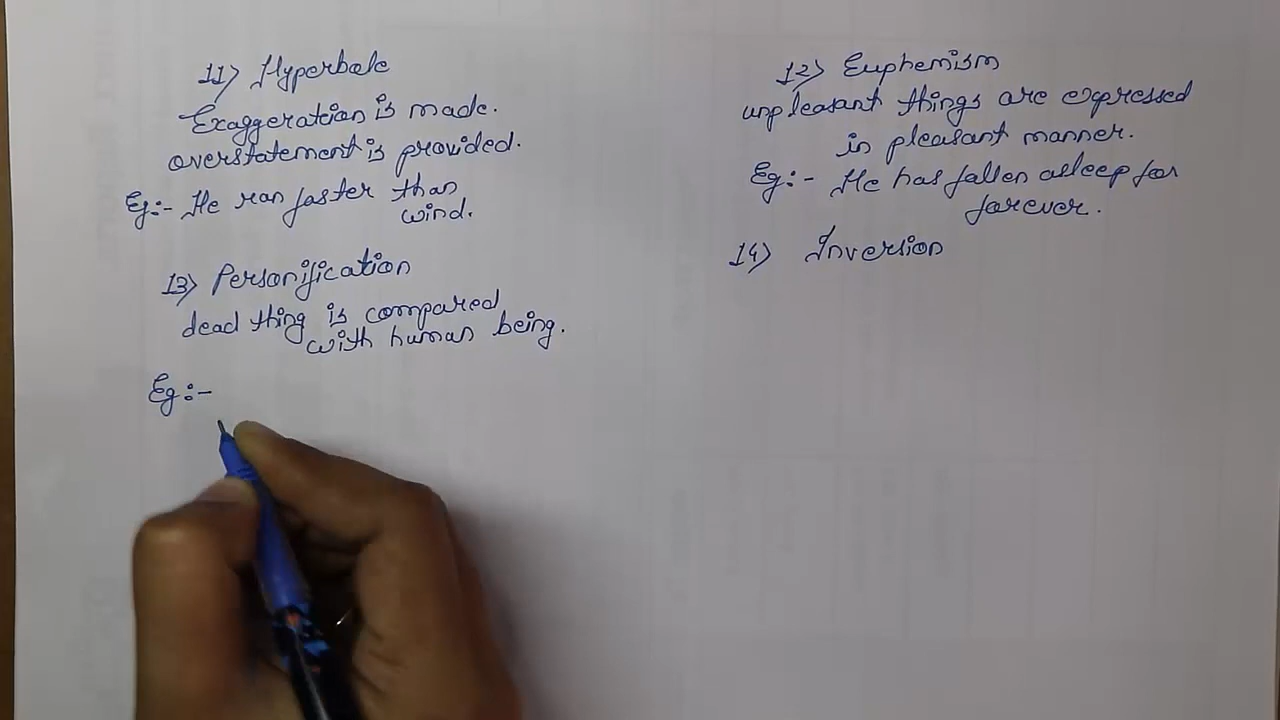 11) Hyperbole
Exaggeration is made.
overstatement is provided.
Eg:- He ran faster than
wind.
12) Euphemism
unpleasant things are expressed
in pleasant manner.
Eg:- He has fallen asleep for
forever.
13) Personification
dead thing is compared
with human being.
Eg:-
14) Inversion